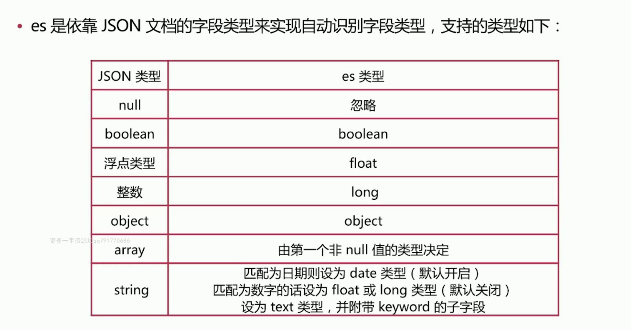 • es 是依靠 JSON 文档的字段类型来实现自动识别字段类型，支持的类型如下：
JSON 类型 es 类型
null 忽略
boolean boolean
浮点类型 float
整数 long
object object
array 由第一个非 null 值的类型决定
string 匹配为日期则设为 date 类型（默认开启）
匹配为数字的话设为 float 或 long 类型（默认关闭）
设为 text 类型，并附带 keyword 的子字段